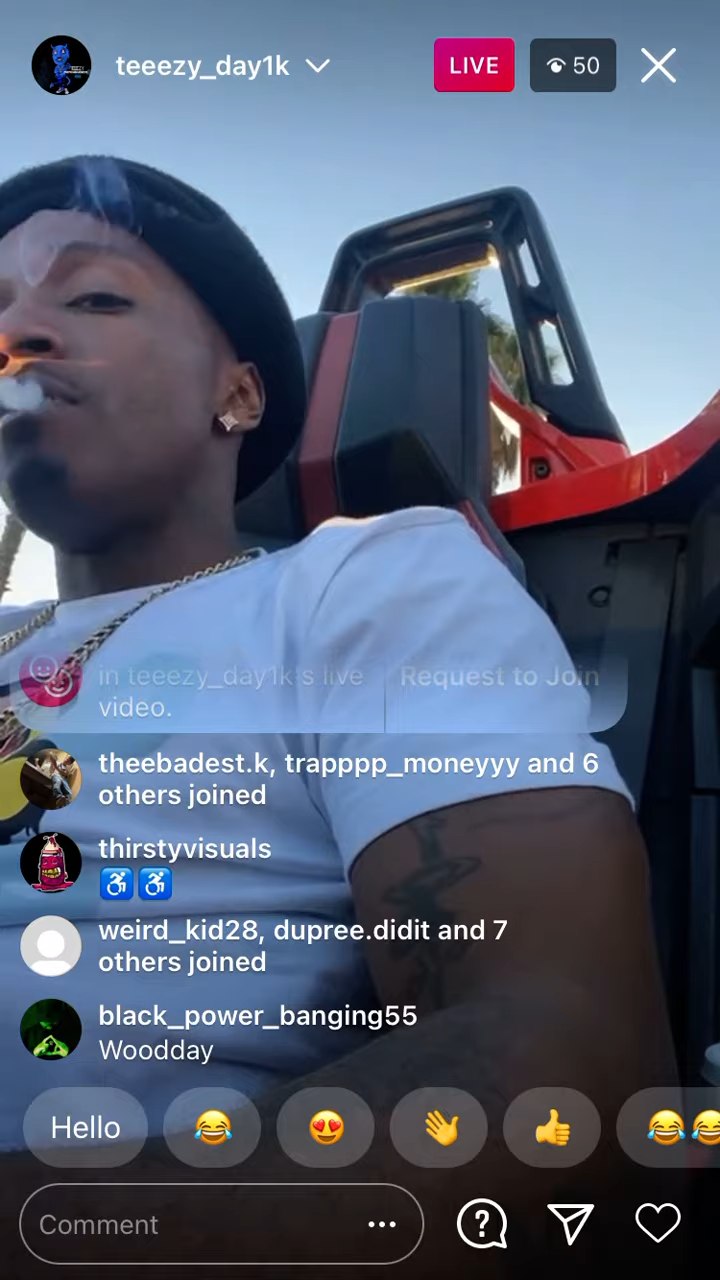 teeezy_day1k
LIVE
50
in teeezy_day1k's live
video.
Request to Join
theebadest.k, trapppp_moneyyy and 6
others joined
thirstyvisuals
♿♿
weird_kid28, dupree.didit and 7
others joined
black_power_banging55
Woodday
Hello
😂 😍 👋 👍 😂😂
Comment